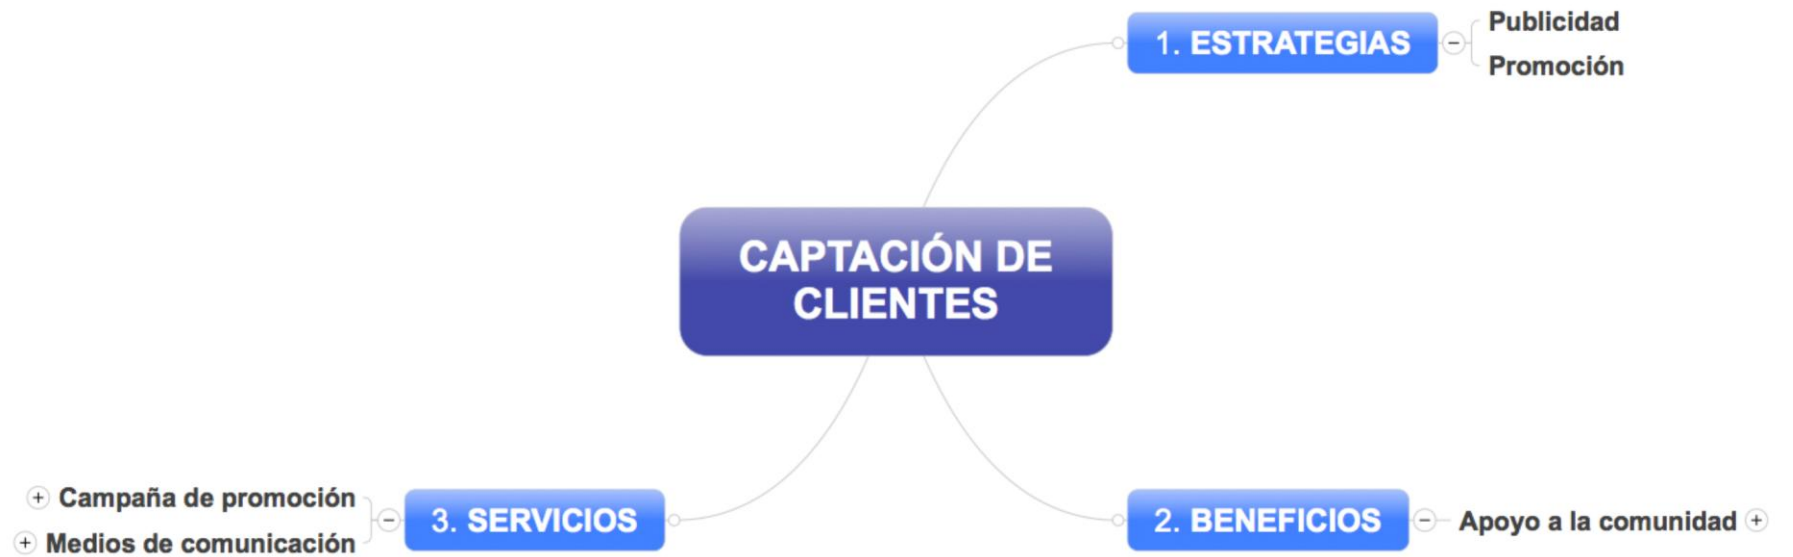 1. ESTRATEGIAS
Publicidad
Promoción
CAPTACIÓN DE
CLIENTES
Campaña de promoción
Medios de comunicación
3. SERVICIOS
2. BENEFICIOS
Apoyo a la comunidad